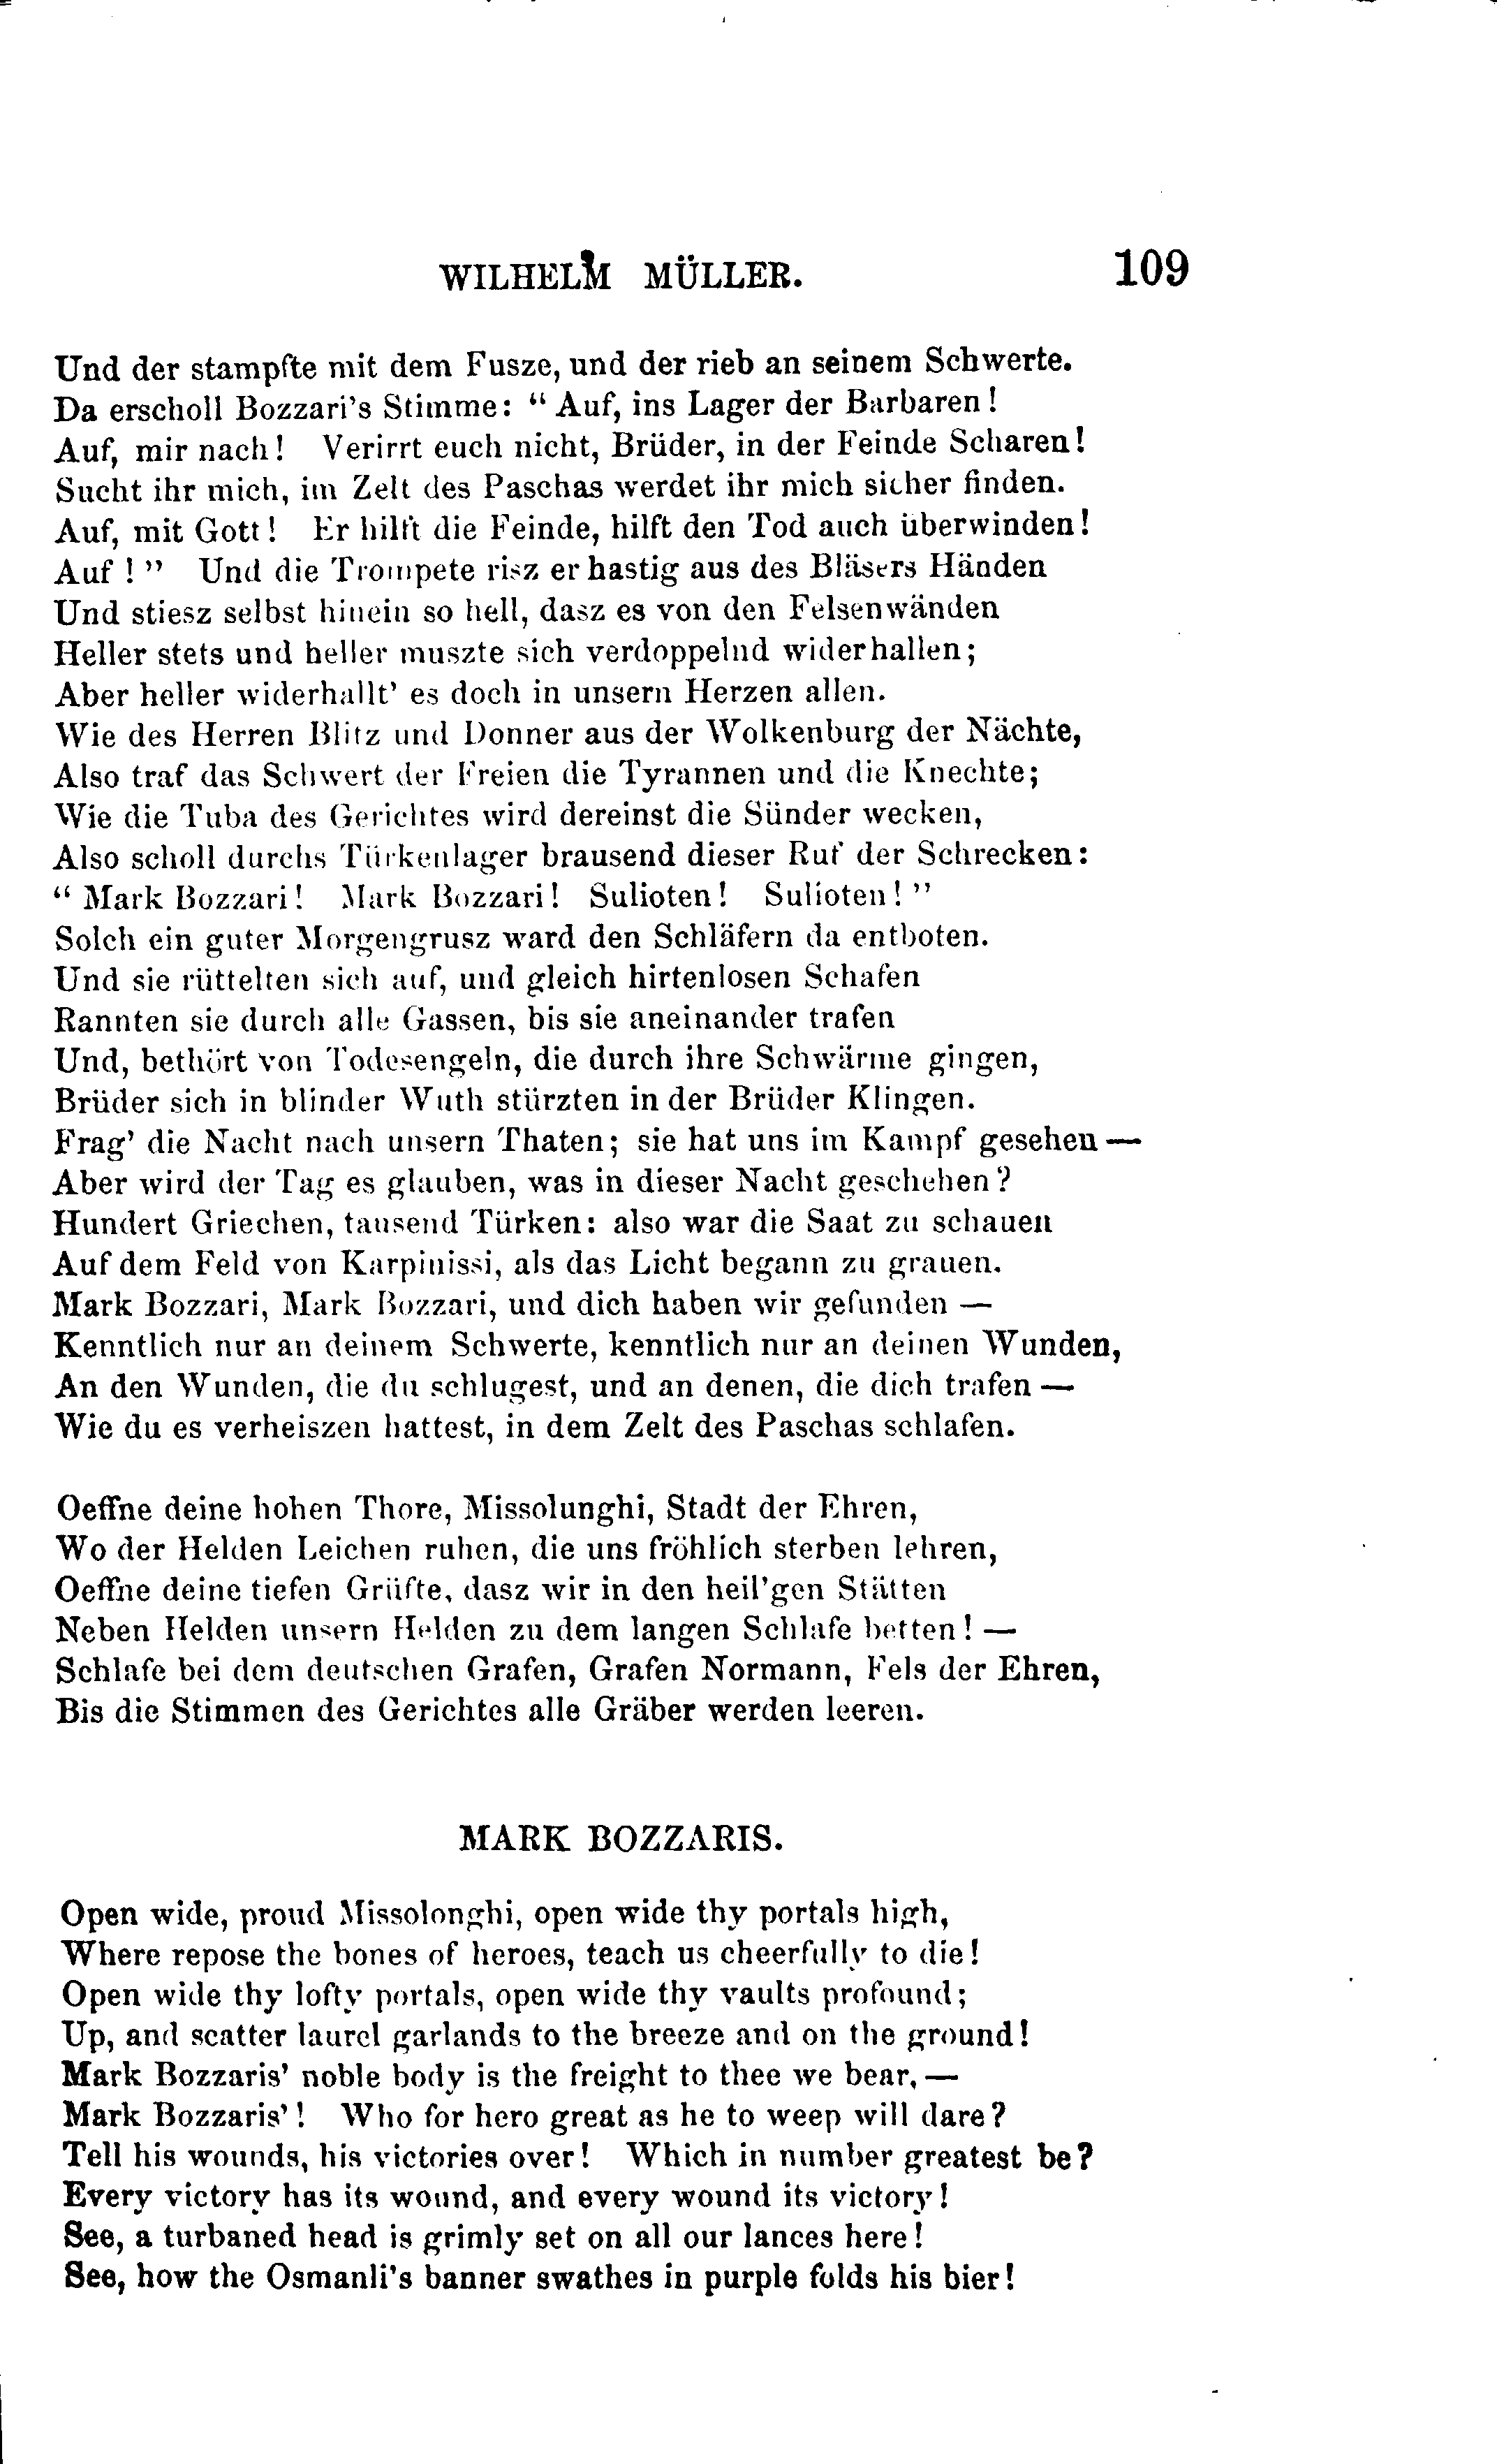 WILHELM MÜLLER. 109
Und der stampfte mit dem Fusze, und der rieb an seinem Schwerte.
Da erscholl Bozzari's Stimme: “ Auf, ins Lager der Barbaren!
Auf, mir nach! Verirrt euch nicht, Brüder, in der Feinde Scharen!
Sucht ihr mich, im Zelt des Paschas werdet ihr mich sicher finden.
Auf, mit Gott! Er hilft die Feinde, hilft den Tod auch überwinden!
Auf ! ” Und die Trompete risz er hastig aus des Bläsers Händen
Und stiesz selbst hinein so hell, dasz es von den Felsenwänden
Heller stets und heller muszte sich verdoppelnd widerhallen;
Aber heller widerhallt' es doch in unsern Herzen allen.
Wie des Herren Blitz und Donner aus der Wolkenburg der Nächte,
Also traf das Schwert der Freien die Tyrannen und die Knechte;
Wie die Tuba des Gerichtes wird dereinst die Sünder wecken,
Also scholl durchs Türkenlager brausend dieser Ruf der Schrecken:
“ Mark Bozzari! Mark Bozzari! Sulioten! Sulioten! ”
Solch ein guter Morgengrusz ward den Schläfern da entboten.
Und sie rüttelten sich auf, und gleich hirtenlosen Schafen
Rannten sie durch alle Gassen, bis sie aneinander trafen
Und, bethört von Todesengeln, die durch ihre Schwärme gingen,
Brüder sich in blinder Wuth stürzten in der Brüder Klingen.
Frag' die Nacht nach unsern Thaten; sie hat uns im Kampf gesehen —
Aber wird der Tag es glauben, was in dieser Nacht geschehen?
Hundert Griechen, tausend Türken: also war die Saat zu schauen
Auf dem Feld von Karpinissi, als das Licht begann zu grauen.
Mark Bozzari, Mark Bozzari, und dich haben wir gefunden —
Kenntlich nur an deinem Schwerte, kenntlich nur an deinen Wunden,
An den Wunden, die du schlugest, und an denen, die dich trafen —
Wie du es verheiszen hattest, in dem Zelt des Paschas schlafen.
Oeffne deine hohen Thore, Missolunghi, Stadt der Ehren,
Wo der Helden Leichen ruhen, die uns fröhlich sterben lehren,
Oeffne deine tiefen Grüfte, dasz wir in den heil'gen Stätten
Neben Helden unsern Helden zu dem langen Schlafe betten! —
Schlafe bei dem deutschen Grafen, Grafen Normann, Fels der Ehren,
Bis die Stimmen des Gerichtes alle Gräber werden leeren.
MARK BOZZARIS.
Open wide, proud Missolonghi, open wide thy portals high,
Where repose the bones of heroes, teach us cheerfully to die!
Open wide thy lofty portals, open wide thy vaults profound;
Up, and scatter laurel garlands to the breeze and on the ground!
Mark Bozzaris' noble body is the freight to thee we bear, —
Mark Bozzaris'! Who for hero great as he to weep will dare?
Tell his wounds, his victories over! Which in number greatest be?
Every victory has its wound, and every wound its victory!
See, a turbaned head is grimly set on all our lances here!
See, how the Osmanli's banner swathes in purple folds his bier!